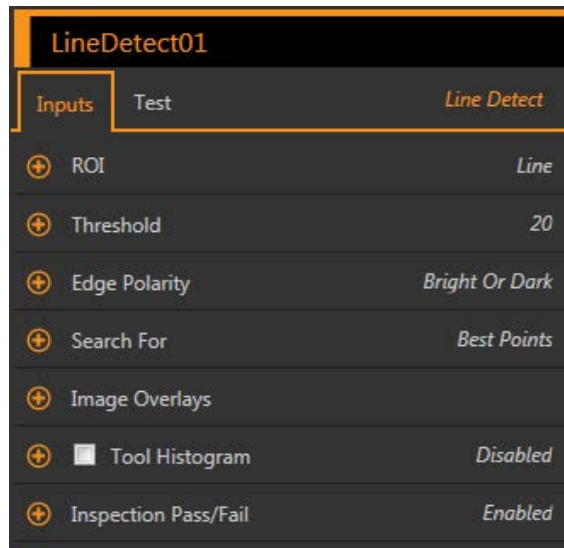 LineDetect01
Inputs Test Line Detect
ROI Line
Threshold 20
Edge Polarity Bright Or Dark
Search For Best Points
Image Overlays
Tool Histogram Disabled
Inspection Pass/Fail Enabled